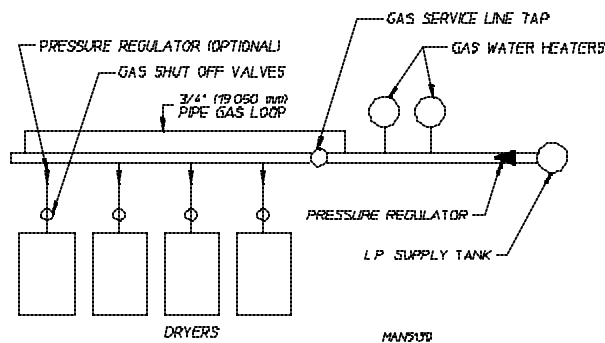 GAS SERVICE LINE TAP
PRESSURE REGULATOR (OPTIONAL)
GAS WATER HEATERS
GAS SHUT OFF VALVES
3/4" (19.050 mm)
PIPE GAS LOOP
PRESSURE REGULATOR
L.P. SUPPLY TANK
DRYERS